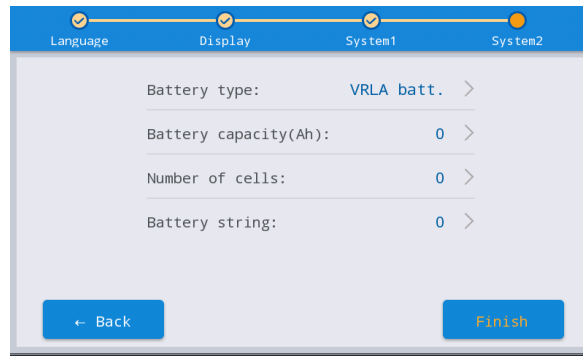 Language Display System1 System2
Battery type: VRLA batt.
Battery capacity(Ah): 0
Number of cells: 0
Battery string: 0
← Back Finish